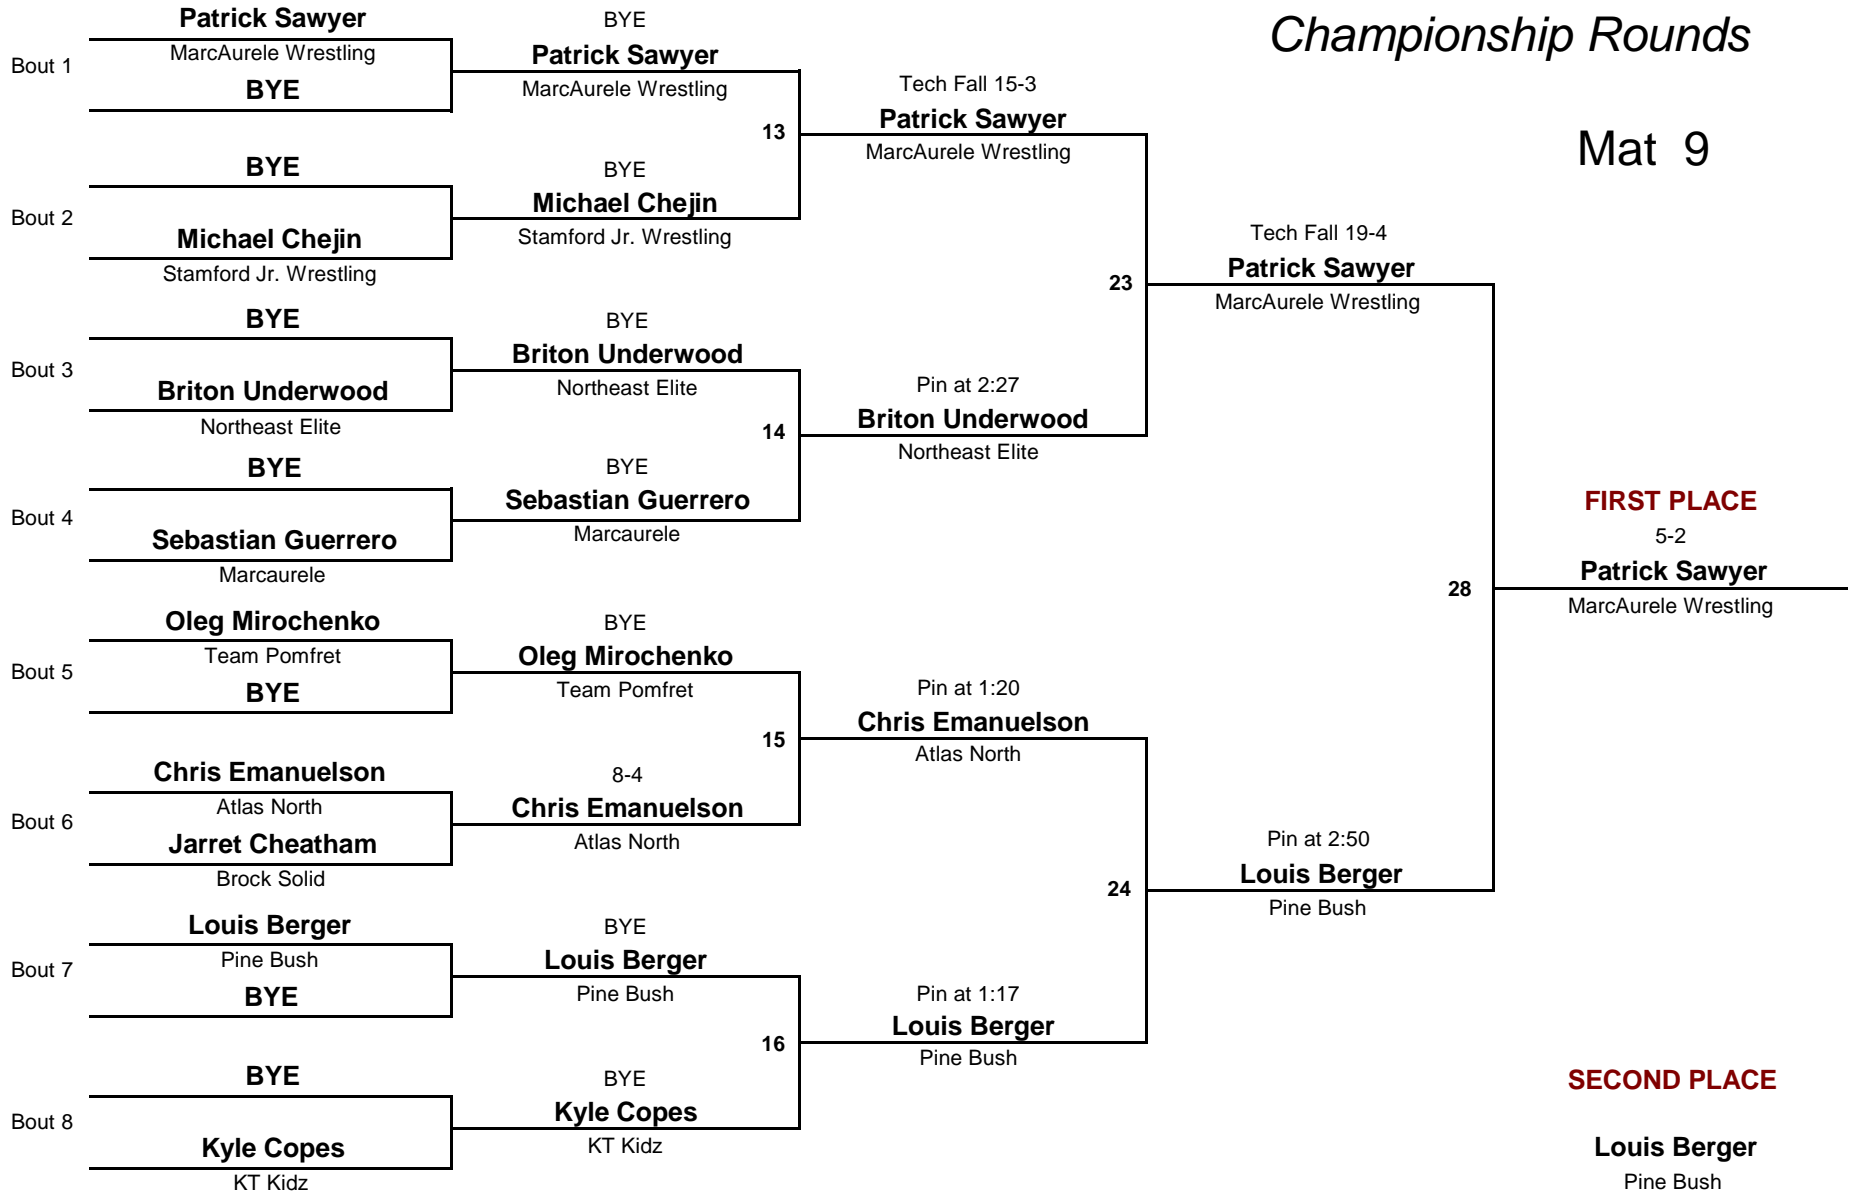 Championship Rounds
Mat 9
Bout 1
Patrick Sawyer
MarcAurele Wrestling
BYE
Bout 2
BYE
Michael Chejin
Stamford Jr. Wrestling
Bout 3
BYE
Briton Underwood
Northeast Elite
Bout 4
BYE
Sebastian Guerrero
Marcaurele
Bout 5
Oleg Mirochenko
Team Pomfret
BYE
Bout 6
Chris Emanuelson
Atlas North
Jarret Cheatham
Brock Solid
Bout 7
Louis Berger
Pine Bush
BYE
Bout 8
BYE
Kyle Copes
KT Kidz
BYE
Patrick Sawyer
MarcAurele Wrestling
13
BYE
Michael Chejin
Stamford Jr. Wrestling
BYE
Briton Underwood
Northeast Elite
14
BYE
Sebastian Guerrero
Marcaurele
BYE
Oleg Mirochenko
Team Pomfret
15
8-4
Chris Emanuelson
Atlas North
BYE
Louis Berger
Pine Bush
16
BYE
Kyle Copes
KT Kidz
Tech Fall 15-3
Patrick Sawyer
MarcAurele Wrestling
23
Pin at 2:27
Briton Underwood
Northeast Elite
Pin at 1:20
Chris Emanuelson
Atlas North
24
Pin at 1:17
Louis Berger
Pine Bush
Tech Fall 19-4
Patrick Sawyer
MarcAurele Wrestling
28
Pin at 2:50
Louis Berger
Pine Bush
FIRST PLACE
5-2
Patrick Sawyer
MarcAurele Wrestling
SECOND PLACE
Louis Berger
Pine Bush